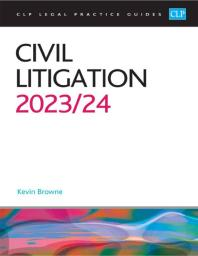 CLP LEGAL PRACTICE GUIDES
CLP
CIVIL
LITIGATION
2023/24
Kevin Browne